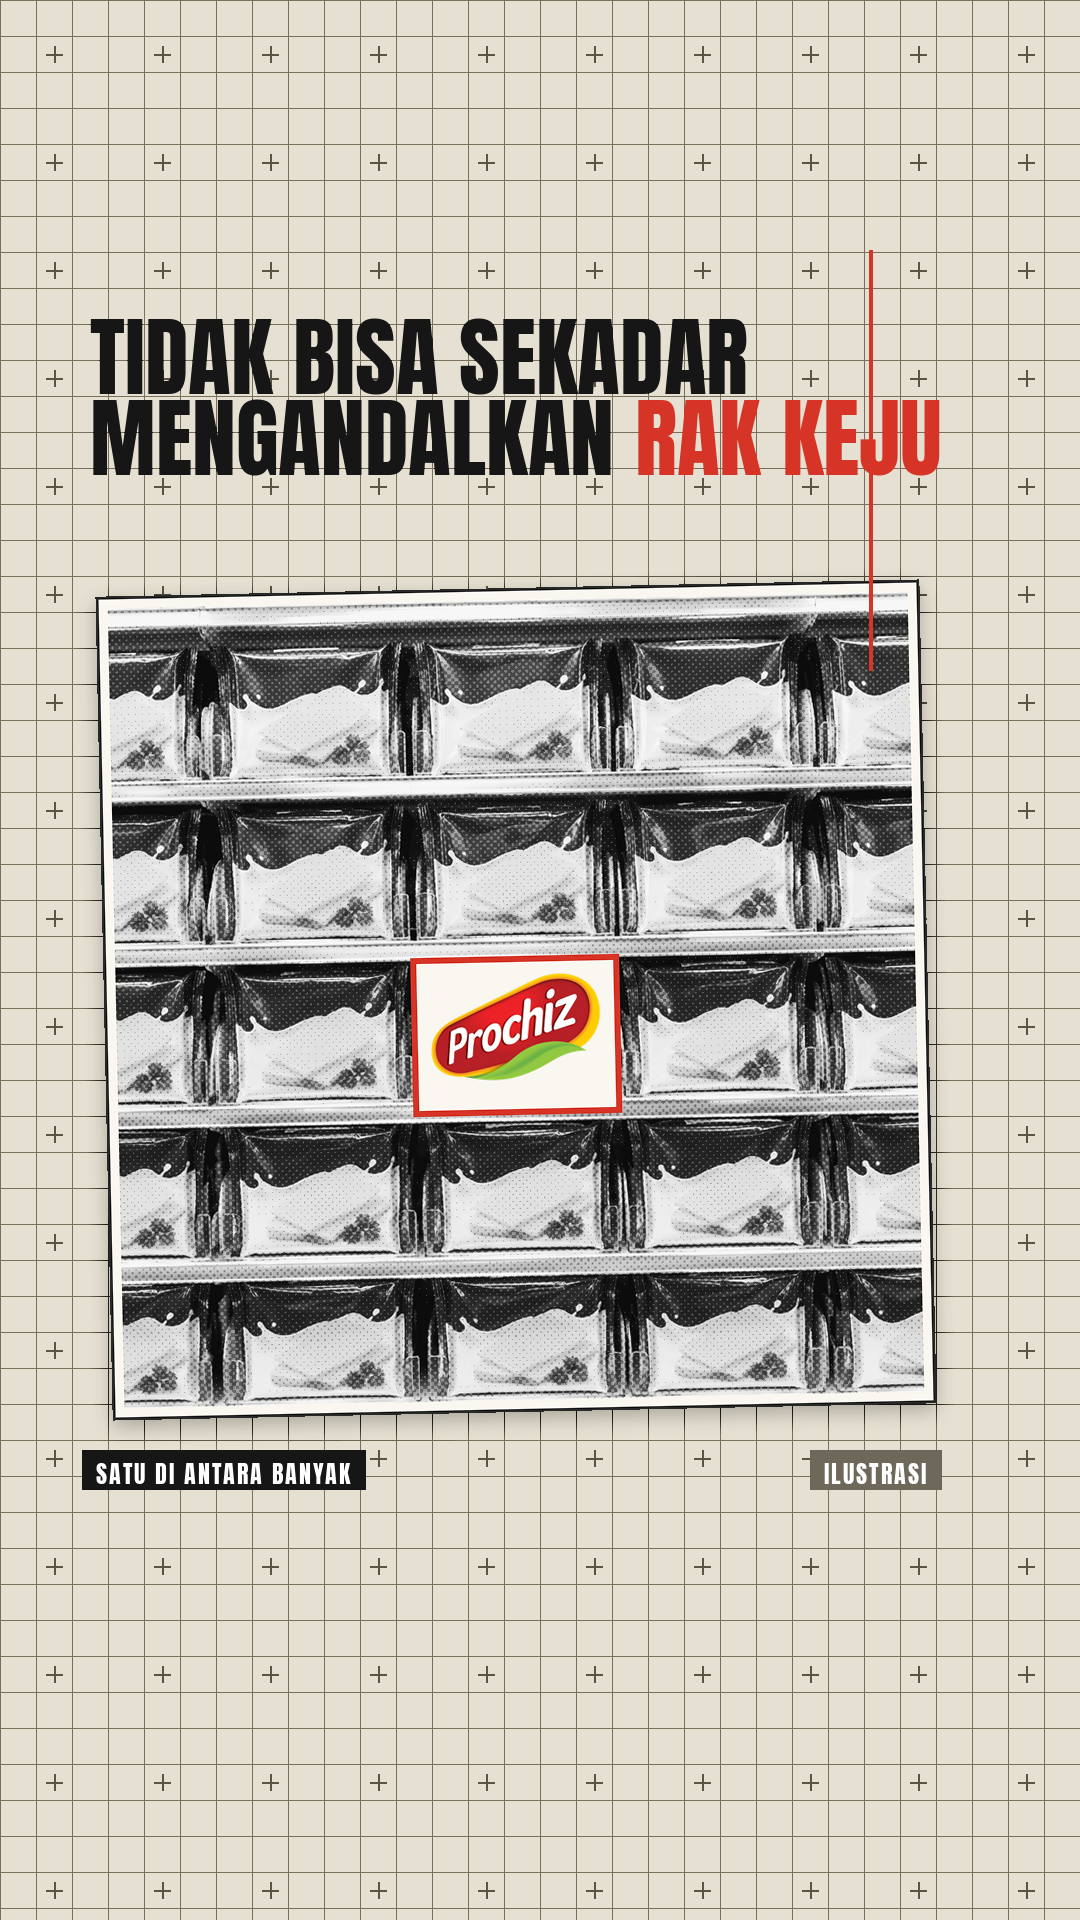 TIDAK BISA SEKADAR
MENGANDALKAN RAK KEJU
Prochiz
SATU DI ANTARA BANYAK
ILUSTRASI